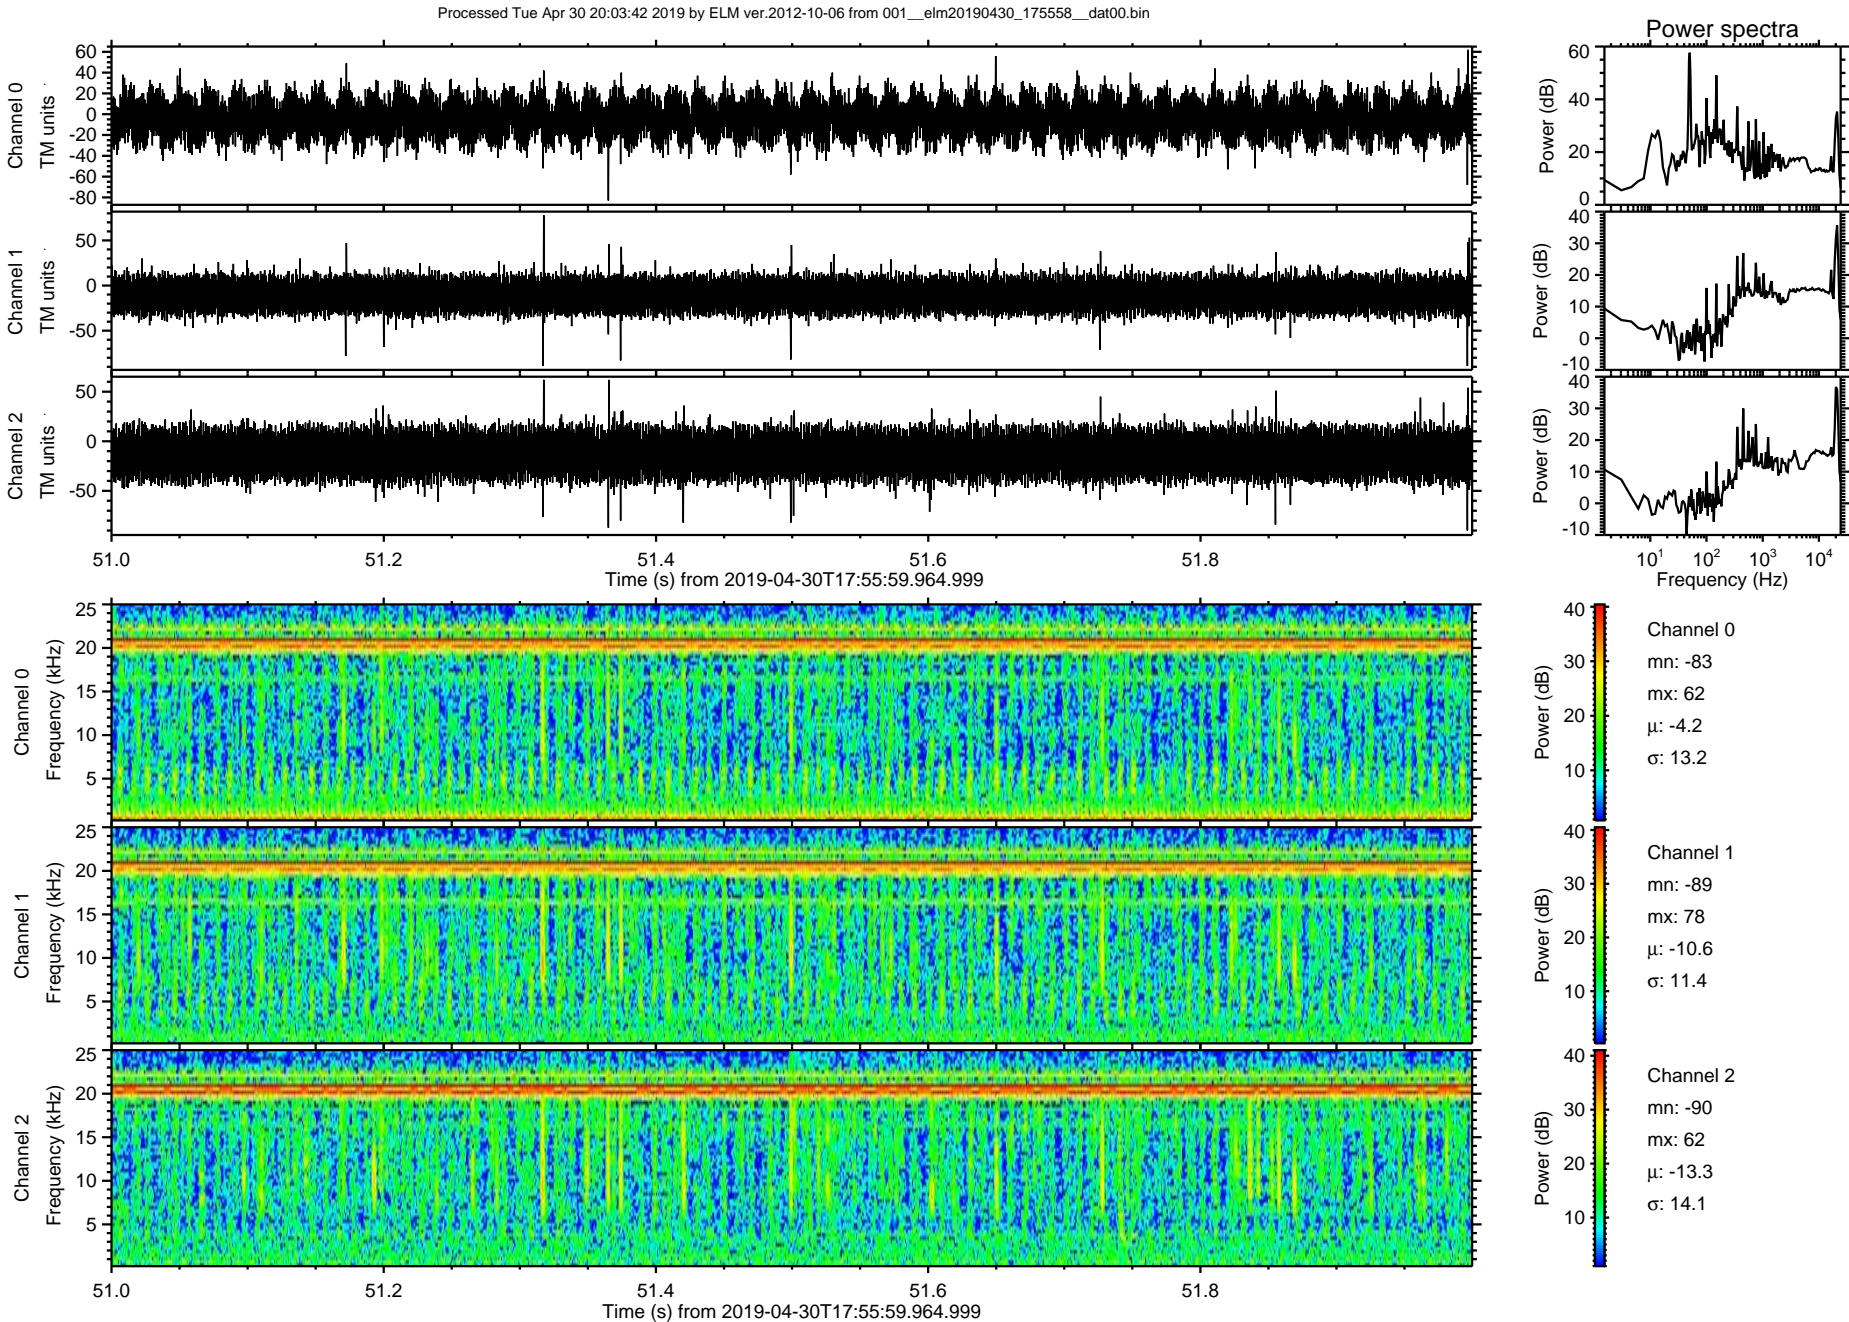 Processed Tue Apr 30 20:03:42 2019 by ELM ver.2012-10-06 from 001__elm20190430_175558__dat00.bin
Power spectra
Channel 0
TM units
60
40
20
0
-20
-40
-60
-80
Power (dB)
60
40
20
0
Channel 1
TM units
50
0
-50
Power (dB)
40
30
20
10
0
-10
Channel 2
TM units
50
0
-50
Power (dB)
40
30
20
10
0
-10
51.0 51.2 51.4 51.6 51.8
Time (s) from 2019-04-30T17:55:59.964.999
10^1 10^2 10^3 10^4
Frequency (Hz)
Channel 0
Frequency (kHz)
25
20
15
10
5
Power (dB)
40
30
20
10
Channel 0
mn: -83
mx: 62
μ: -4.2
σ: 13.2
Channel 1
Frequency (kHz)
25
20
15
10
5
Power (dB)
40
30
20
10
Channel 1
mn: -89
mx: 78
μ: -10.6
σ: 11.4
Channel 2
Frequency (kHz)
25
20
15
10
5
Power (dB)
40
30
20
10
Channel 2
mn: -90
mx: 62
μ: -13.3
σ: 14.1
51.0 51.2 51.4 51.6 51.8
Time (s) from 2019-04-30T17:55:59.964.999